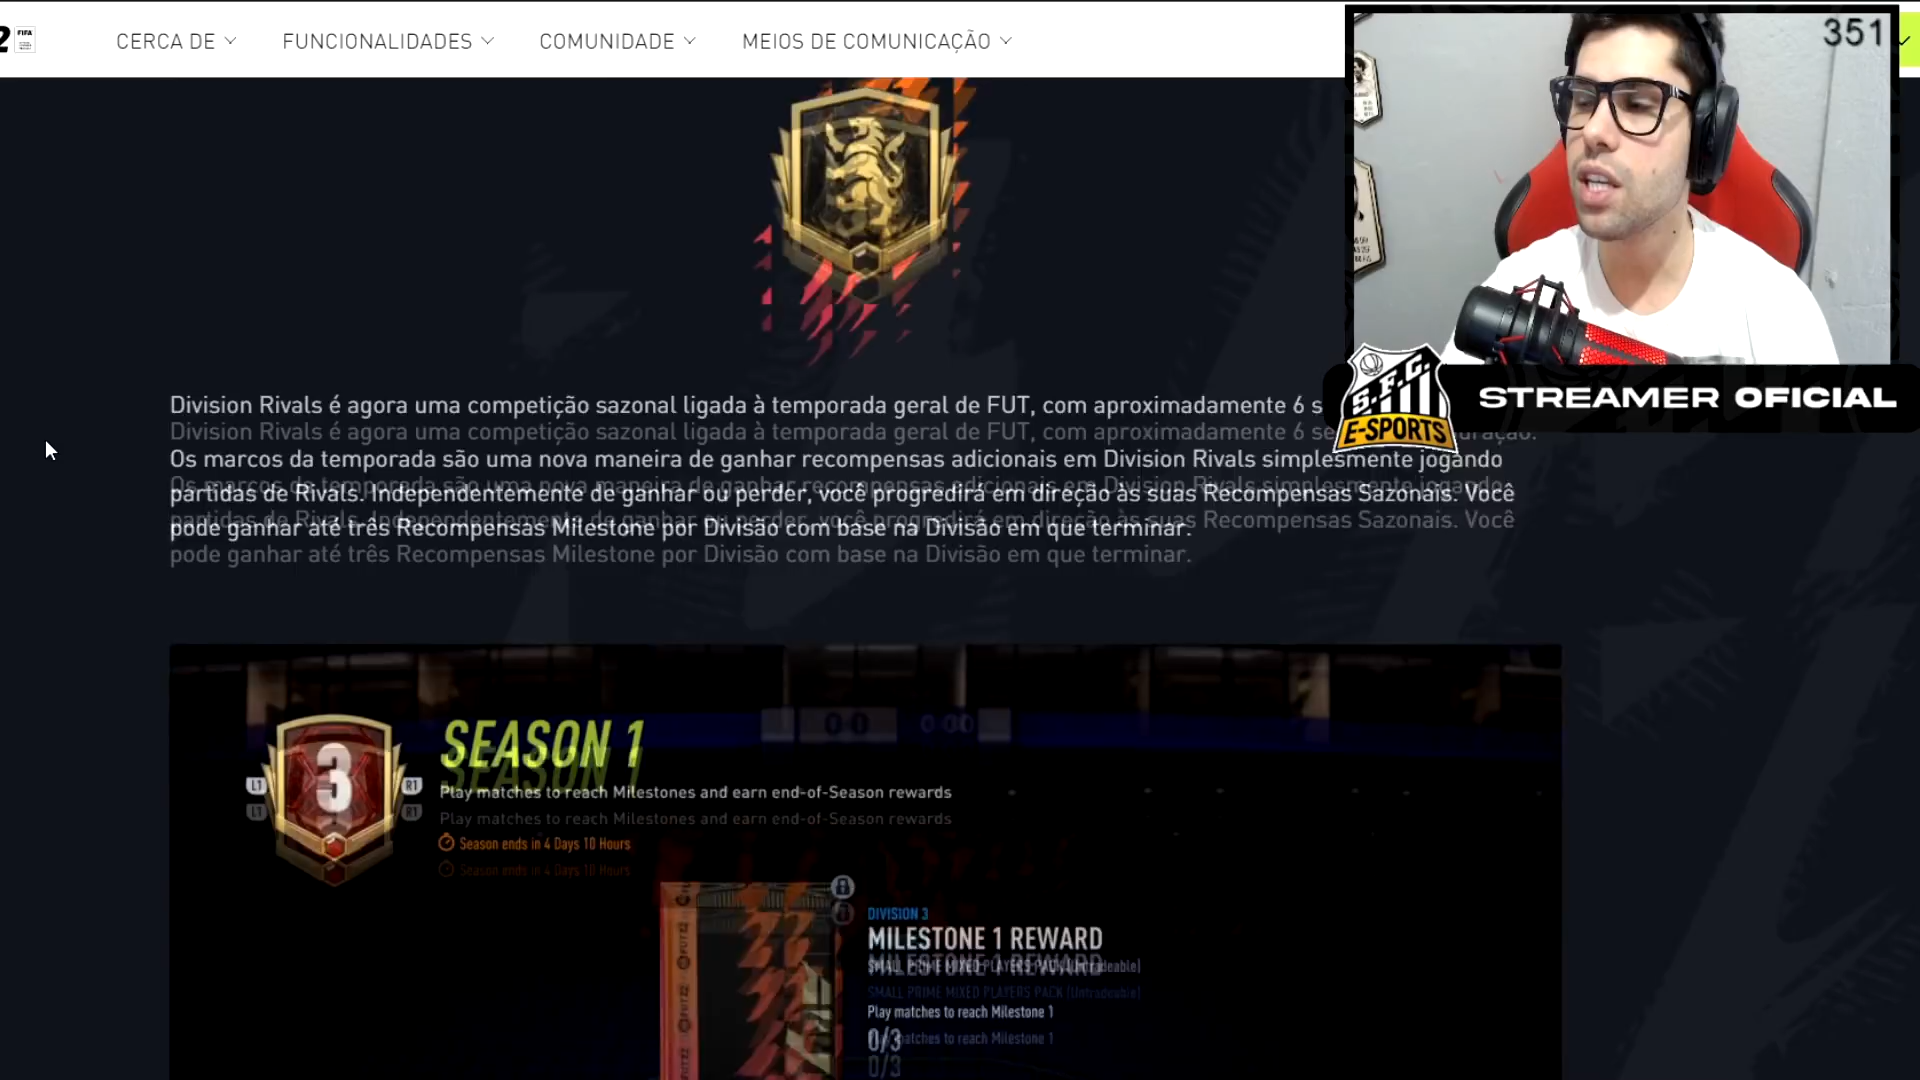 2 FIFA
CERCA DE FUNCIONALIDADES COMUNIDADE MEIOS DE COMUNICAÇÃO
351
Division Rivals é agora uma competição sazonal ligada à temporada geral de FUT, com aproximadamente 6 s
Os marcos da temporada são uma nova maneira de ganhar recompensas adicionais em Division Rivals simplesmente jogando
partidas de Rivals. Independentemente de ganhar ou perder, você progredirá em direção às suas Recompensas Sazonais. Você
pode ganhar até três Recompensas Milestone por Divisão com base na Divisão em que terminar.
S.F.C.
E-SPORTS
STREAMER OFICIAL
3
L1
R1
SEASON 1
Play matches to reach Milestones and earn end-of-Season rewards
Season ends in 4 Days 10 Hours
DIVISION 3
MILESTONE 1 REWARD
SMALL PRIME MIXED PLAYERS PACK (Untradeable)
Play matches to reach Milestone 1
0/3